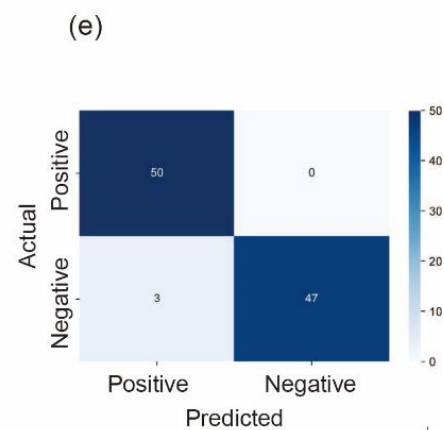 (e)
Actual
Positive
Negative
50 0
3 47
Positive Negative
Predicted
50
40
30
20
10
0